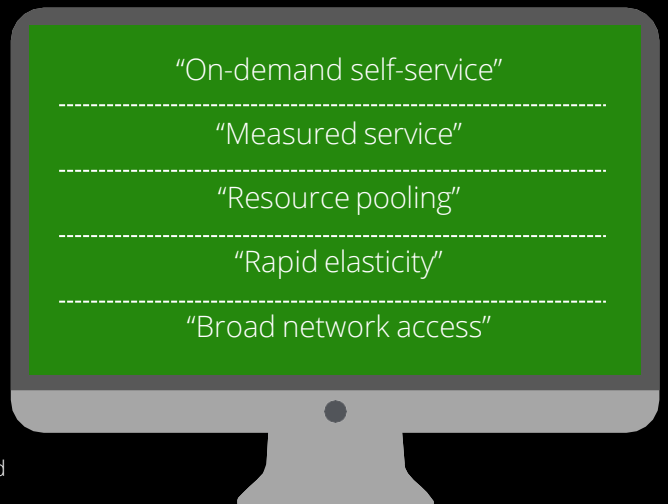 “On-demand self-service”
“Measured service”
“Resource pooling”
“Rapid elasticity”
“Broad network access”